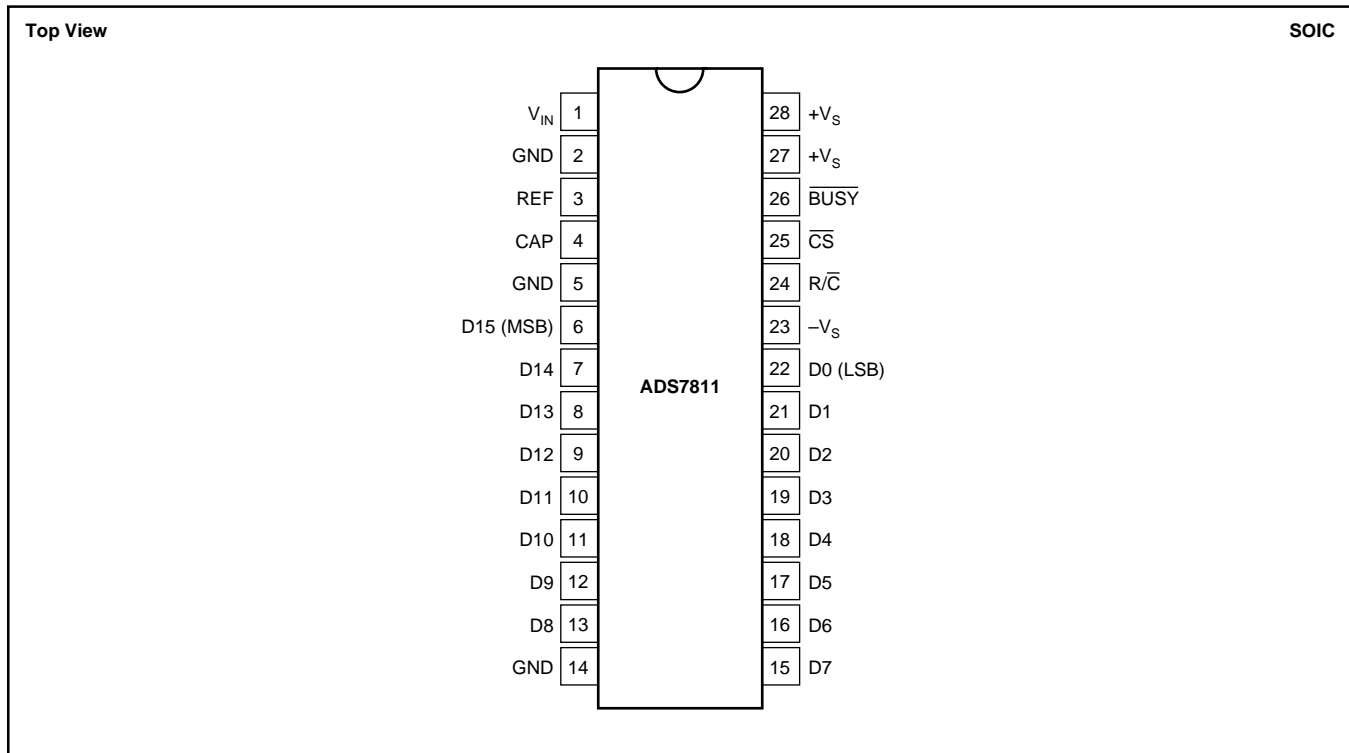 Top View SOIC
V_IN 1 28 +V_S
GND 2 27 +V_S
REF 3 26 B̅U̅S̅Y̅
CAP 4 25 C̅S̅
GND 5 24 R/C̅
D15 (MSB) 6 23 –V_S
D14 7 22 D0 (LSB)
ADS7811
D13 8 21 D1
D12 9 20 D2
D11 10 19 D3
D10 11 18 D4
D9 12 17 D5
D8 13 16 D6
GND 14 15 D7